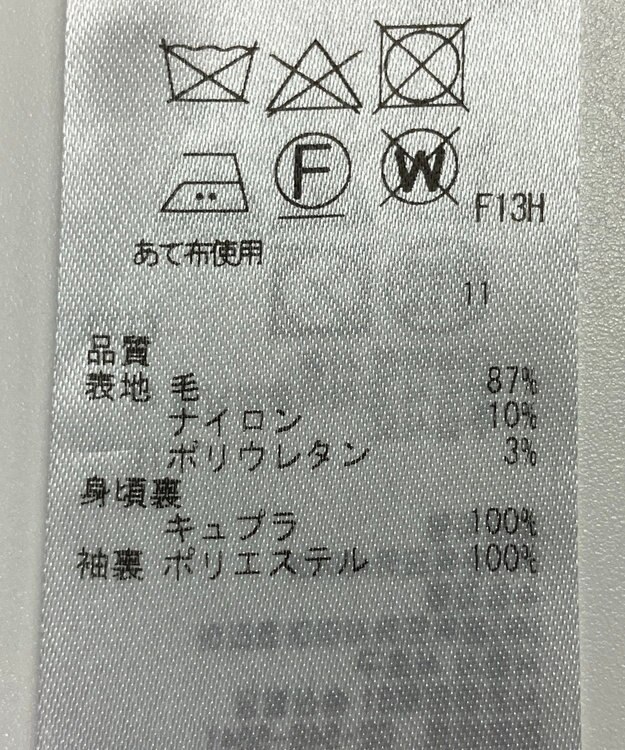 F
W
F13H
あて布使用
11
品質
表地 毛 87%
ナイロン 10%
ポリウレタン 3%
身頃裏
キュプラ 100%
袖裏 ポリエステル 100%